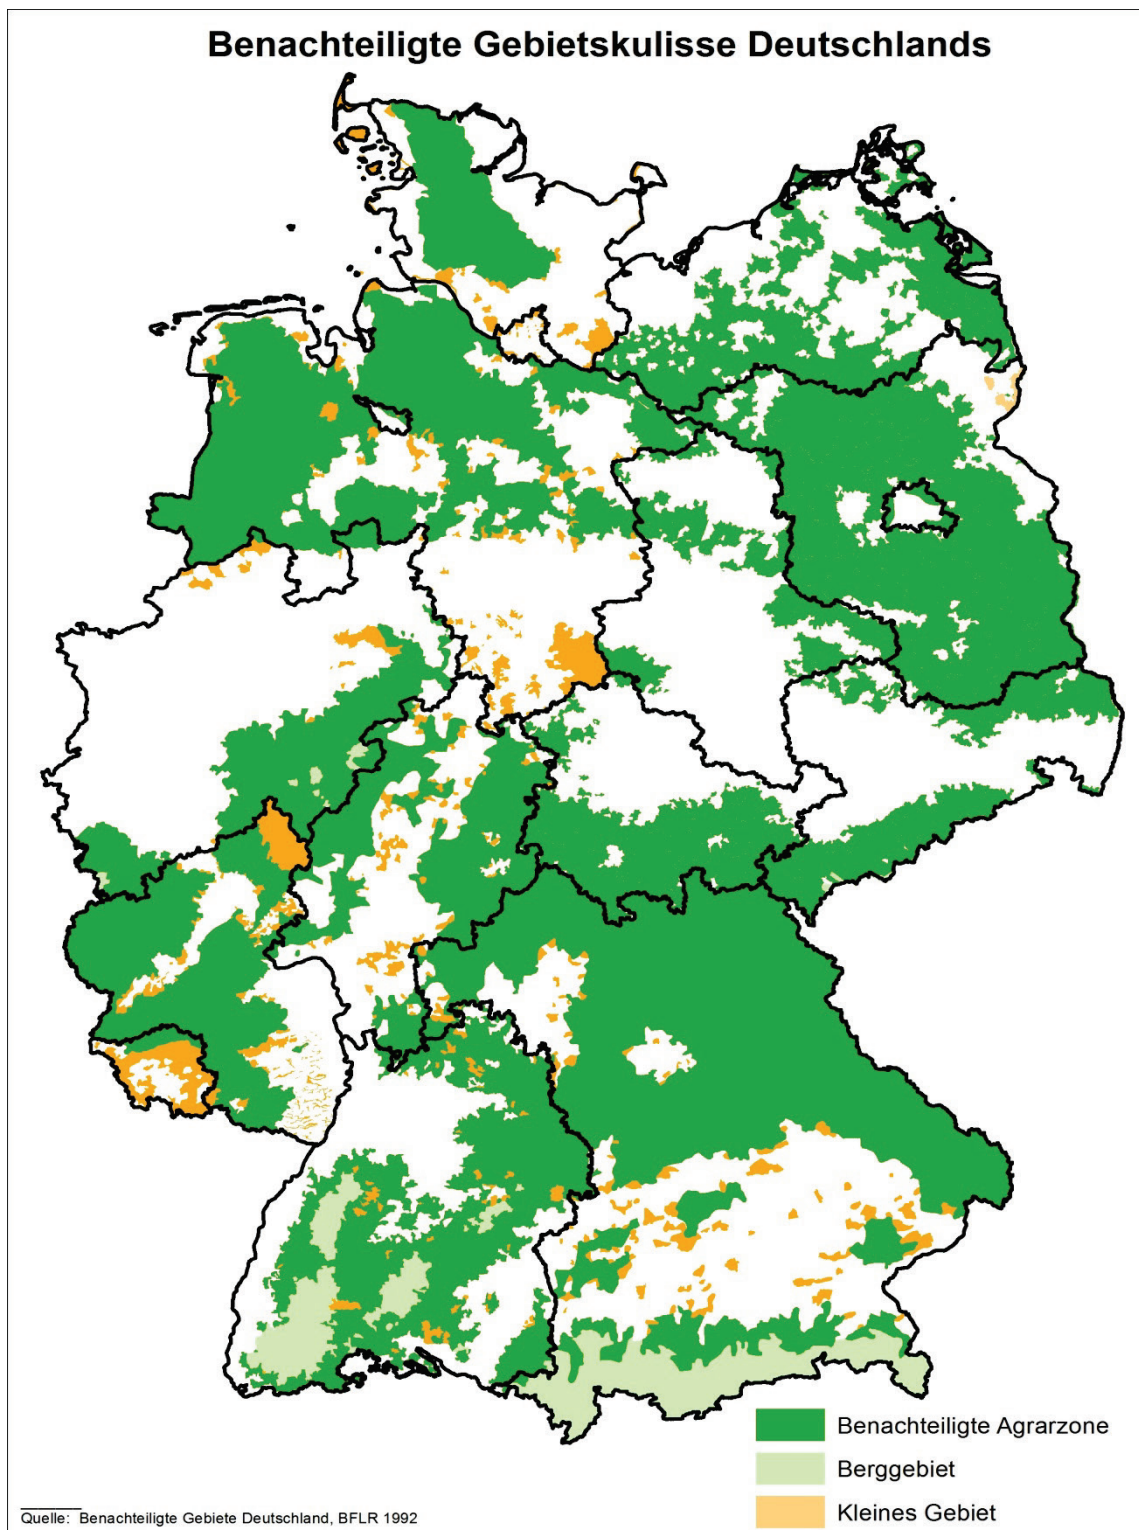 Benachteiligte Gebietskulisse Deutschlands
Benachteiligte Agrarzone
Berggebiet
Kleines Gebiet
Quelle: Benachteiligte Gebiete Deutschland, BFLR 1992